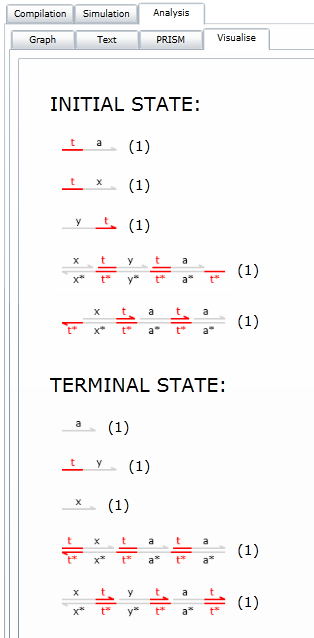 Compilation Simulation Analysis
Graph Text PRISM Visualise
INITIAL STATE:
t a (1)
t x (1)
y t (1)
x t y t a
(1)
x* t* y* t* a* t*
x t a t a
(1)
t* x* t* a* t* a*
TERMINAL STATE:
a (1)
t y (1)
x (1)
t x t a t a
(1)
t* x* t* a* t* a*
x t y t a t
(1)
x* t* y* t* a* t*